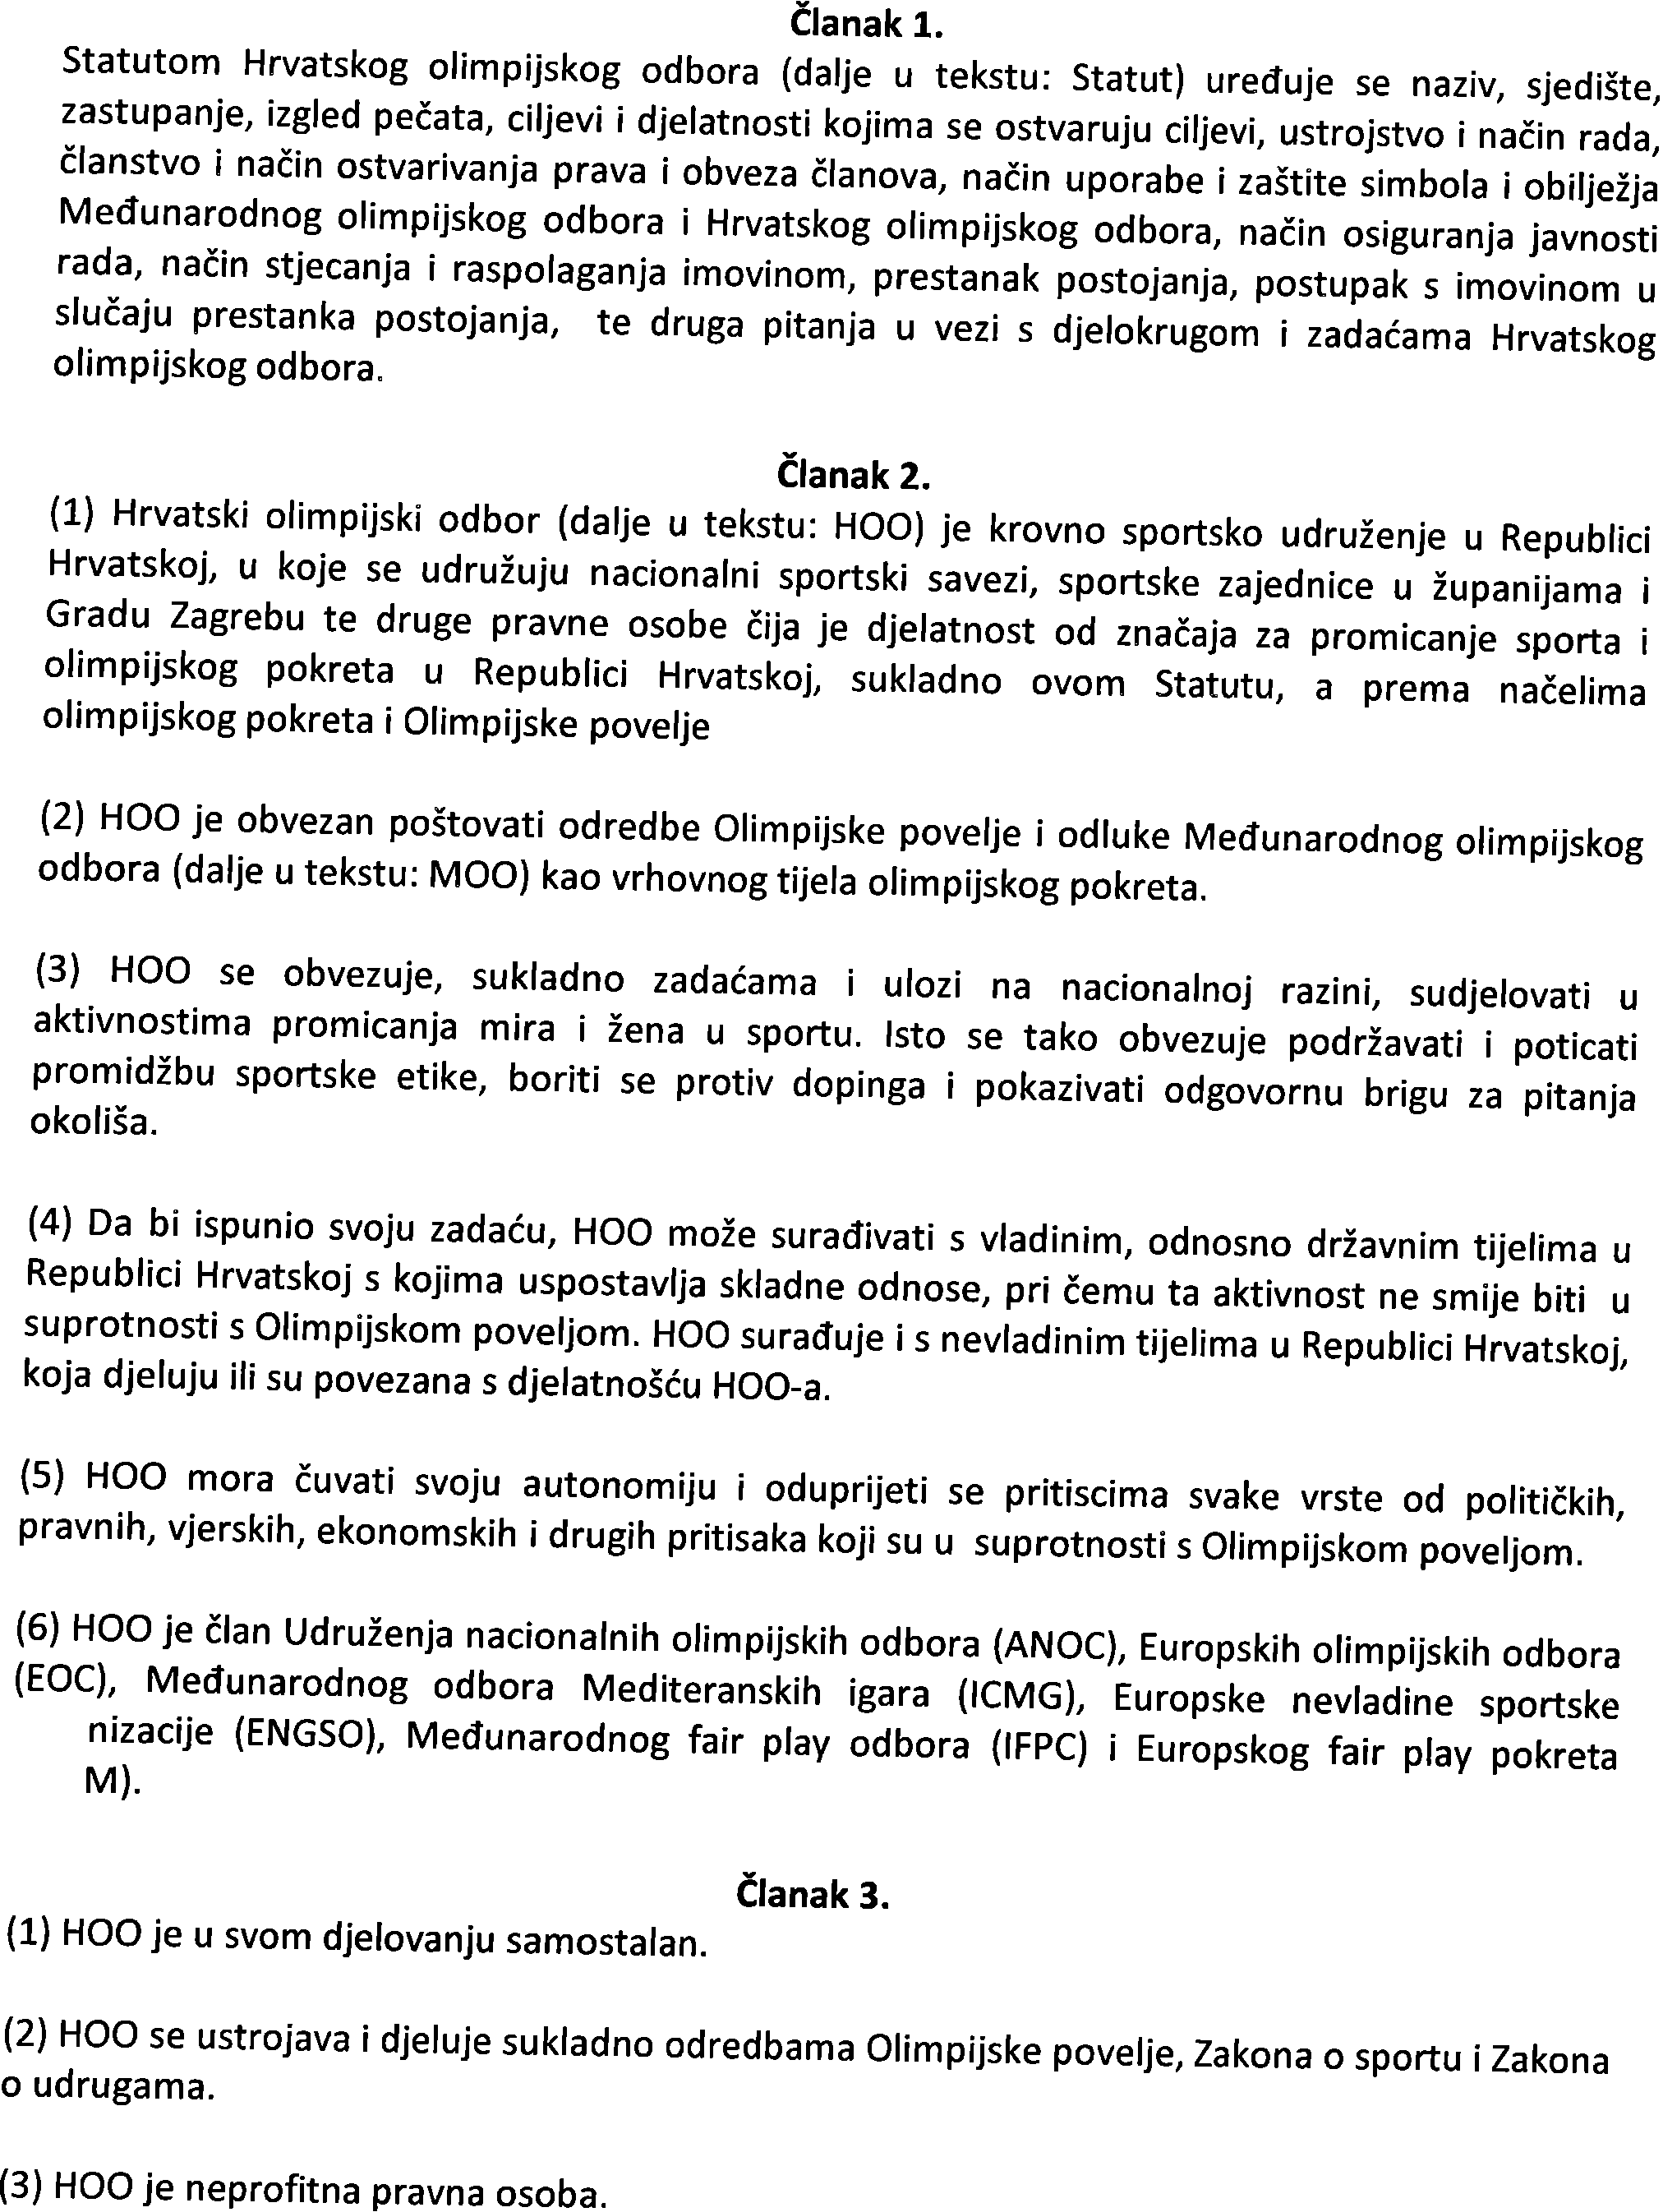 Članak 1.
Statutom Hrvatskog olimpijskog odbora (dalje u tekstu: Statut) uređuje se naziv, sjedište,
zastupanje, izgled pečata, ciljevi i djelatnosti kojima se ostvaruju ciljevi, ustrojstvo i način rada,
članstvo i način ostvarivanja prava i obveza članova, način uporabe i zaštite simbola i obilježja
Međunarodnog olimpijskog odbora i Hrvatskog olimpijskog odbora, način osiguranja javnosti
rada, način stjecanja i raspolaganja imovinom, prestanak postojanja, postupak s imovinom u
slučaju prestanka postojanja, te druga pitanja u vezi s djelokrugom i zadaćama Hrvatskog
olimpijskog odbora.
Članak 2.
(1) Hrvatski olimpijski odbor (dalje u tekstu: HOO) je krovno sportsko udruženje u Republici
Hrvatskoj, u koje se udružuju nacionalni sportski savezi, sportske zajednice u županijama i
Gradu Zagrebu te druge pravne osobe čija je djelatnost od značaja za promicanje sporta i
olimpijskog pokreta u Republici Hrvatskoj, sukladno ovom Statutu, a prema načelima
olimpijskog pokreta i Olimpijske povelje
(2) HOO je obvezan poštovati odredbe Olimpijske povelje i odluke Međunarodnog olimpijskog
odbora (dalje u tekstu: MOO) kao vrhovnog tijela olimpijskog pokreta.
(3) HOO se obvezuje, sukladno zadaćama i ulozi na nacionalnoj razini, sudjelovati u
aktivnostima promicanja mira i žena u sportu. Isto se tako obvezuje podržavati i poticati
promidžbu sportske etike, boriti se protiv dopinga i pokazivati odgovornu brigu za pitanja
okoliša.
(4) Da bi ispunio svoju zadaću, HOO može surađivati s vladinim, odnosno državnim tijelima u
Republici Hrvatskoj s kojima uspostavlja skladne odnose, pri čemu ta aktivnost ne smije biti u
suprotnosti s Olimpijskom poveljom. HOO surađuje i s nevladinim tijelima u Republici Hrvatskoj,
koja djeluju ili su povezana s djelatnošću HOO-a.
(5) HOO mora čuvati svoju autonomiju i oduprijeti se pritiscima svake vrste od političkih,
pravnih, vjerskih, ekonomskih i drugih pritisaka koji su u suprotnosti s Olimpijskom poveljom.
(6) HOO je član Udruženja nacionalnih olimpijskih odbora (ANOC), Europskih olimpijskih odbora
(EOC), Međunarodnog odbora Mediteranskih igara (ICMG), Europske nevladine sportske
nizacije (ENGSO), Međunarodnog fair play odbora (IFPC) i Europskog fair play pokreta
M).
Članak 3.
(1) HOO je u svom djelovanju samostalan.
(2) HOO se ustrojava i djeluje sukladno odredbama Olimpijske povelje, Zakona o sportu i Zakona
o udrugama.
(3) HOO je neprofitna pravna osoba.